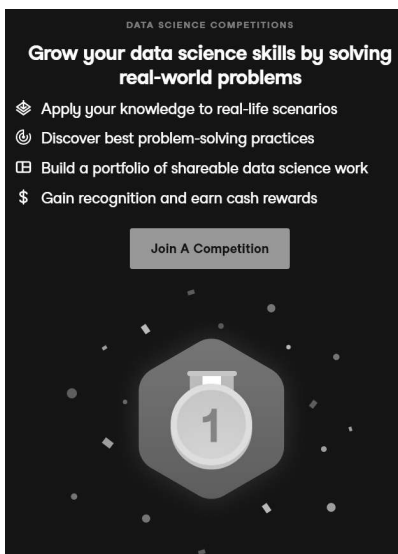 DATA SCIENCE COMPETITIONS
Grow your data science skills by solving
real-world problems
Apply your knowledge to real-life scenarios
Discover best problem-solving practices
Build a portfolio of shareable data science work
$ Gain recognition and earn cash rewards
Join A Competition
1